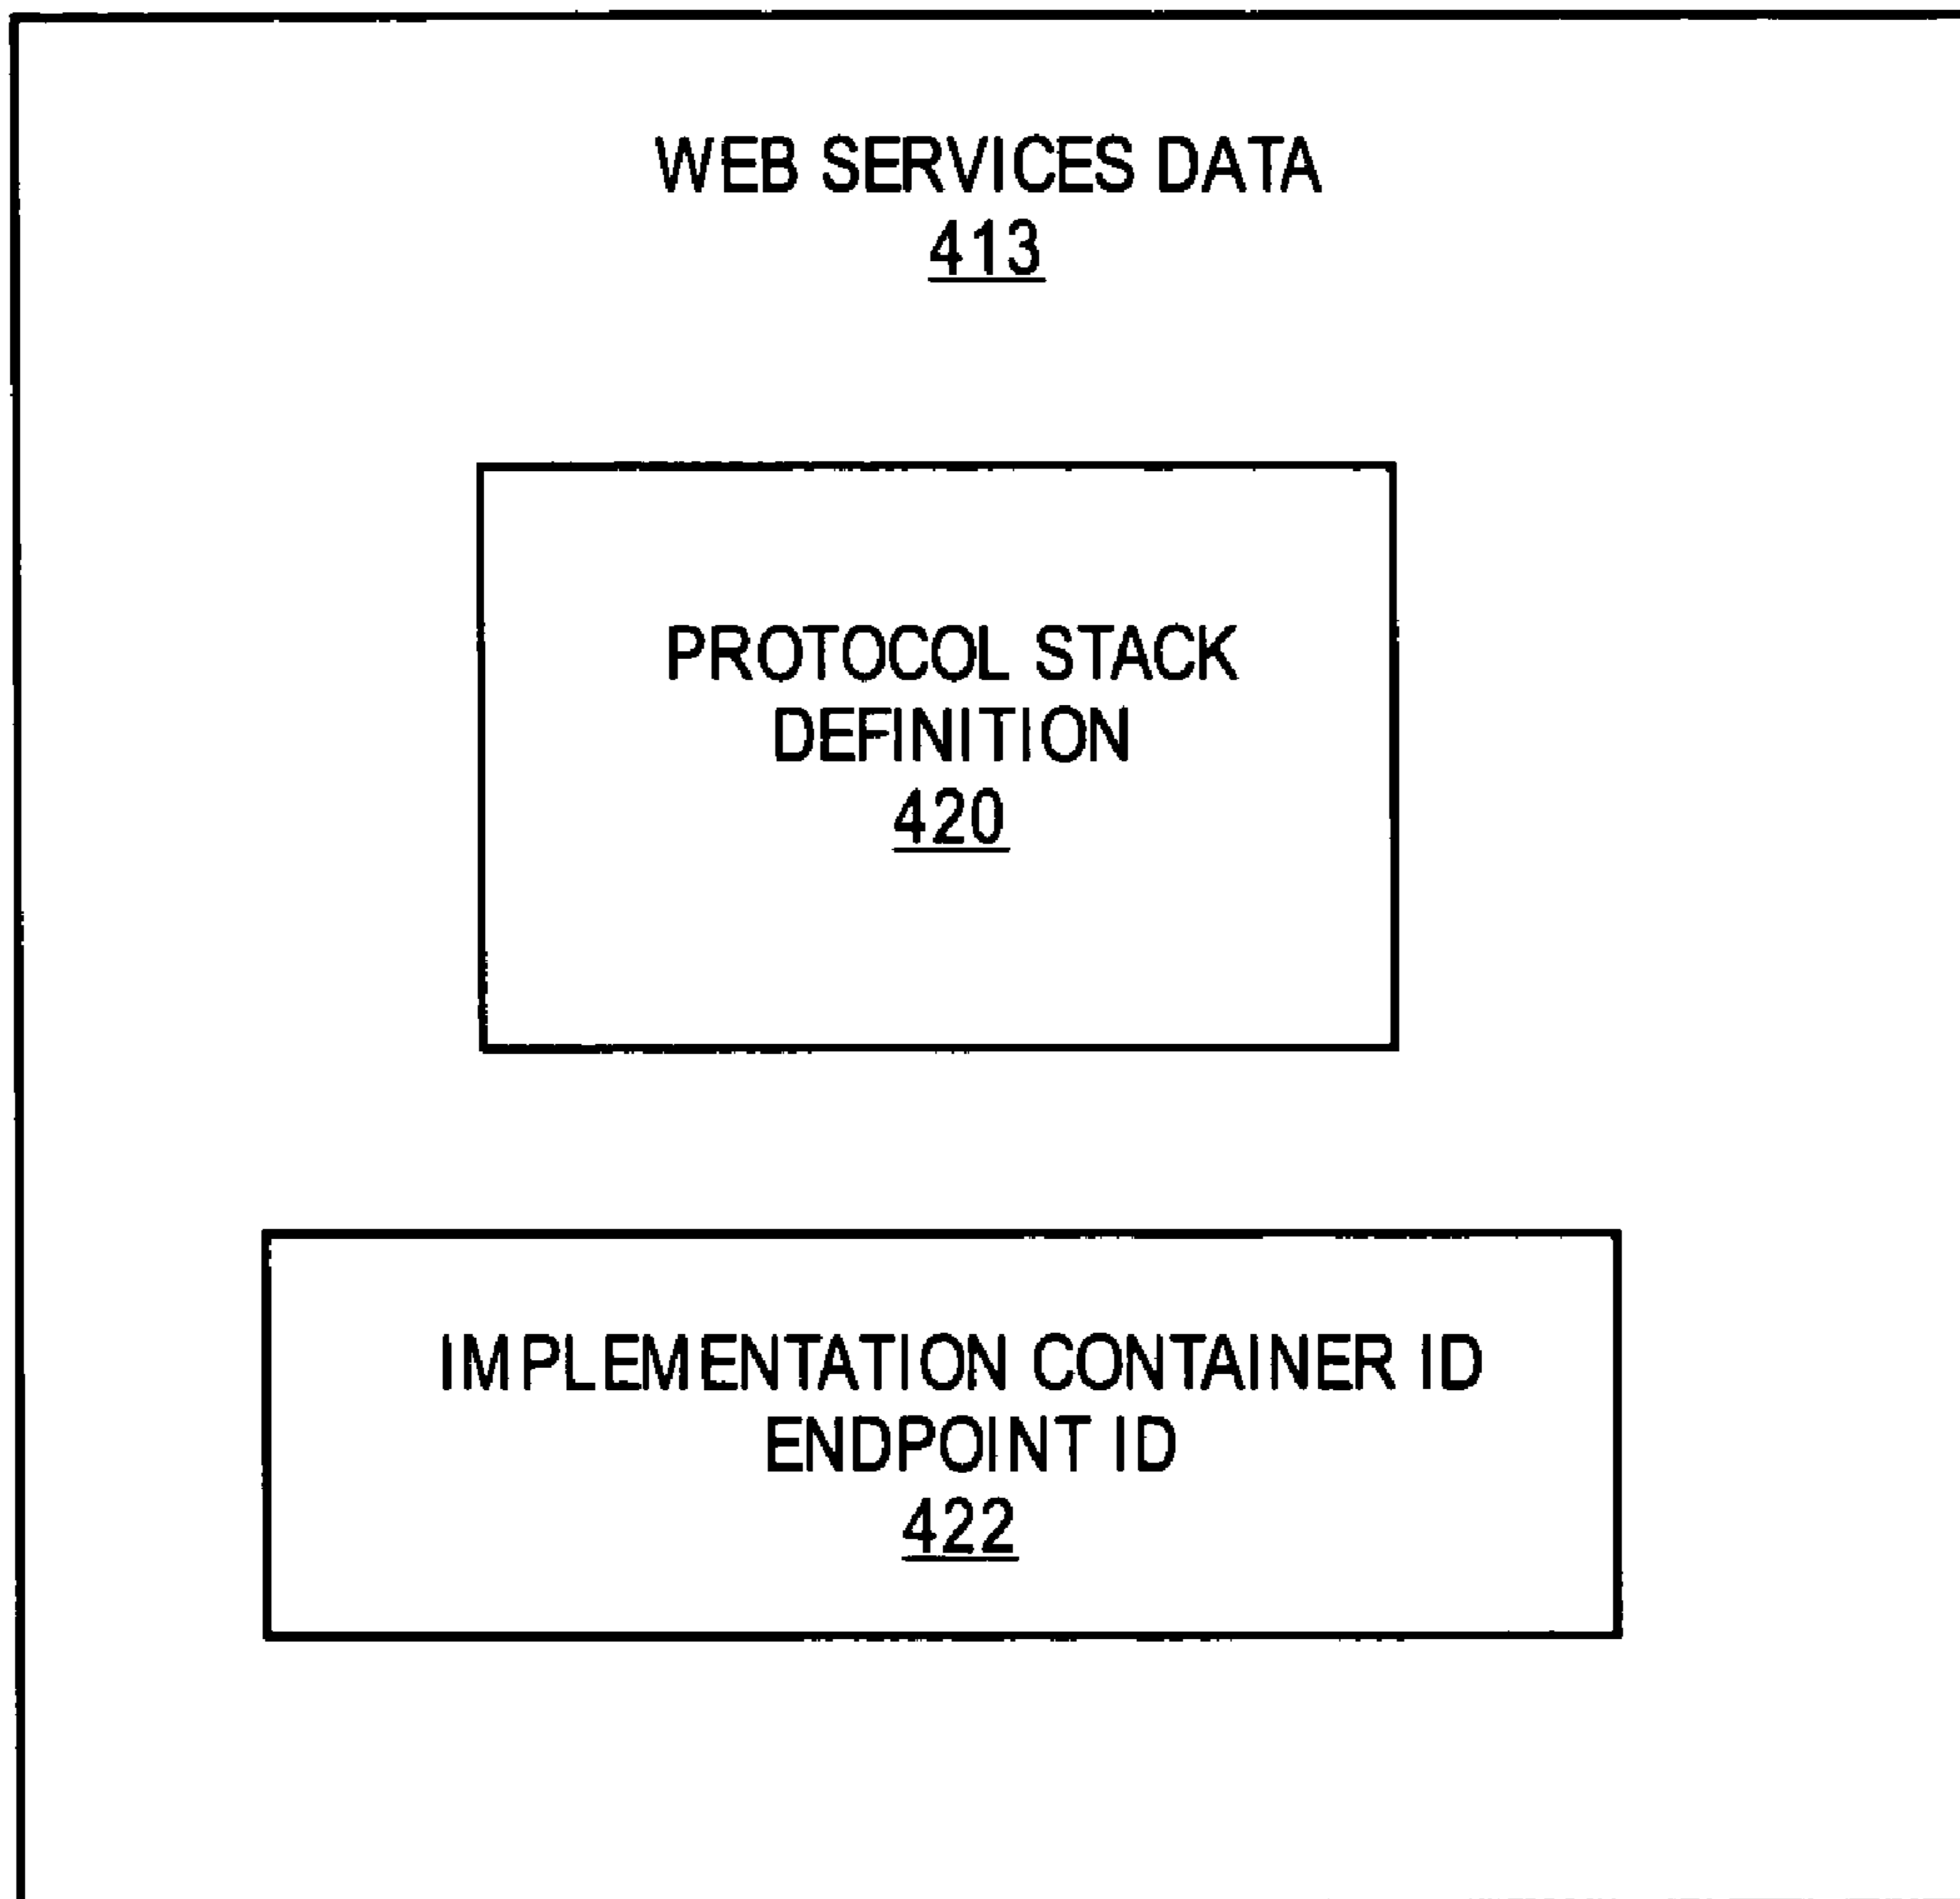 WEB SERVICES DATA
413
PROTOCOL STACK
DEFINITION
420
IMPLEMENTATION CONTAINER ID
ENDPOINT ID
422